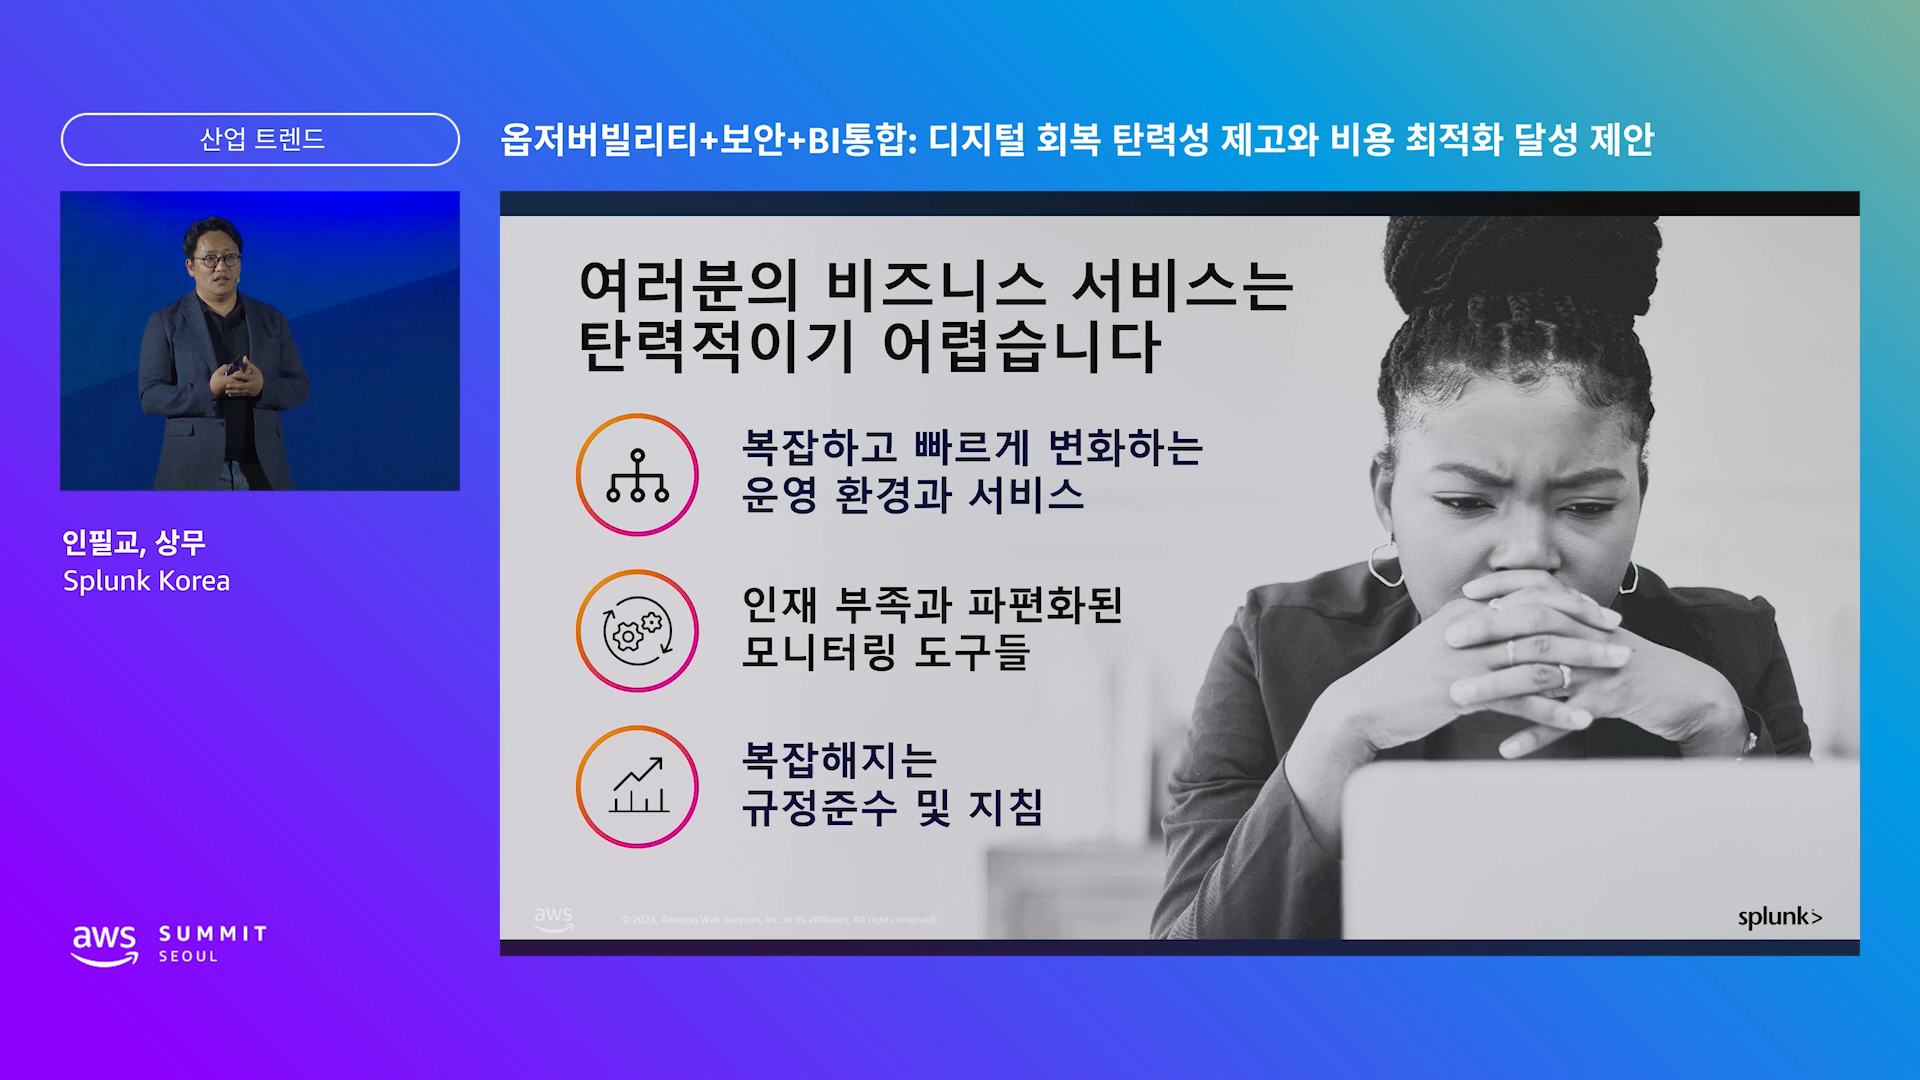 산업 트렌드
옵저버빌리티+보안+BI통합: 디지털 회복 탄력성 제고와 비용 최적화 달성 제안
인필교, 상무
Splunk Korea
여러분의 비즈니스 서비스는
탄력적이기 어렵습니다
복잡하고 빠르게 변화하는
운영 환경과 서비스
인재 부족과 파편화된
모니터링 도구들
복잡해지는
규정준수 및 지침
aws
© 2024, Amazon Web Services, Inc. or its affiliates. All rights reserved.
splunk>
aws SUMMIT
SEOUL